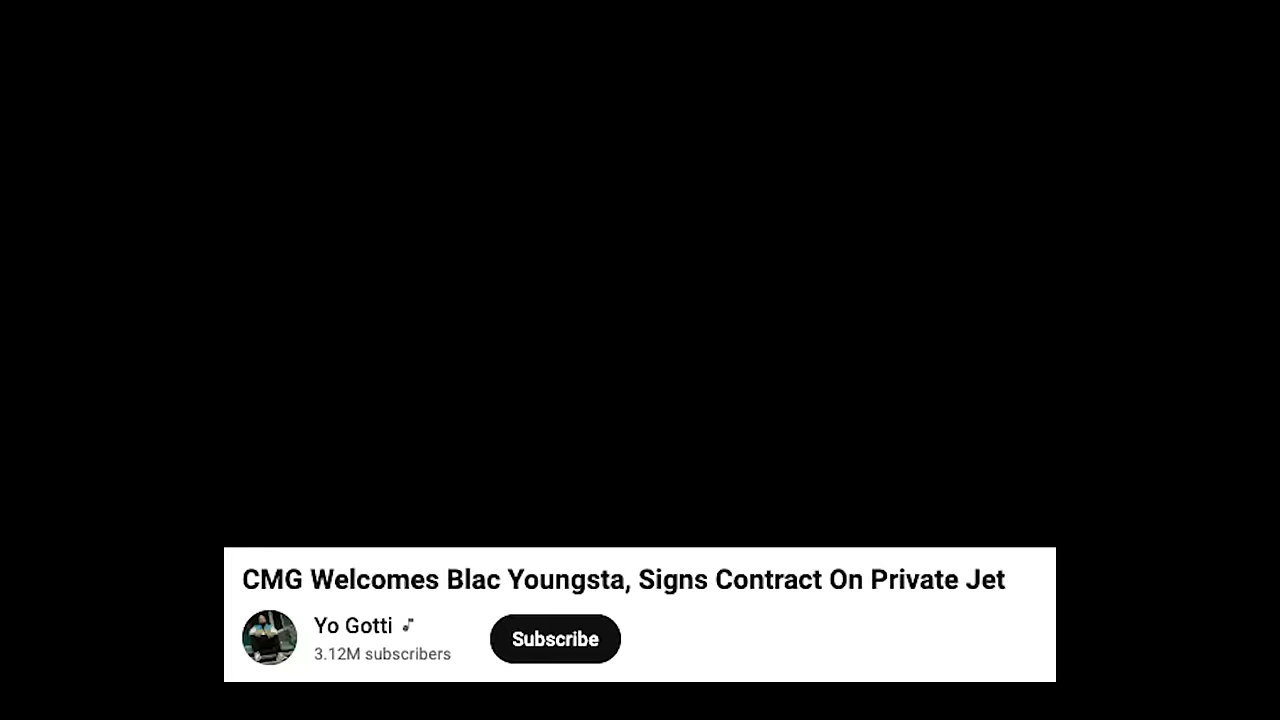 CMG Welcomes Blac Youngsta, Signs Contract On Private Jet
Yo Gotti
3.12M subscribers
Subscribe